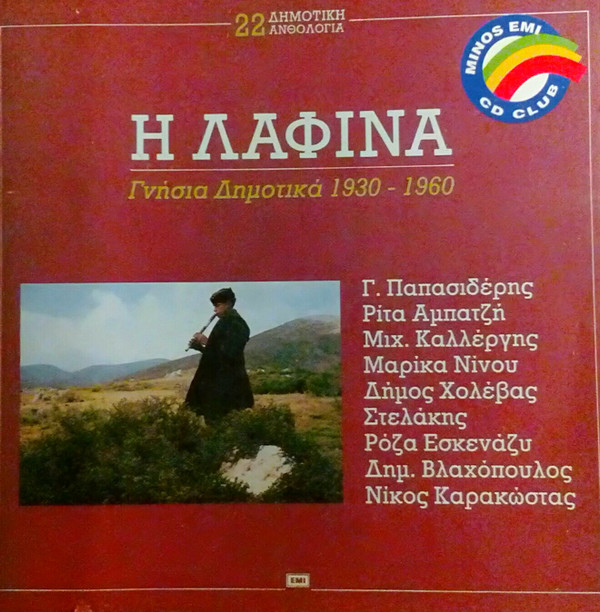 22 ΔΗΜΟΤΙΚΗ
ΑΝΘΟΛΟΓΙΑ
MINOS EMI
CD CLUB
Η ΛΑΦΙΝΑ
Γνήσια Δημοτικά 1930 - 1960
Γ. Παπασιδέρης
Ρίτα Αμπατζή
Μιχ. Καλλέργης
Μαρίκα Νίνου
Δήμος Χολέβας
Στελάκης
Ρόζα Εσκενάζυ
Δημ. Βλαχόπουλος
Νίκος Καρακώστας
EMI